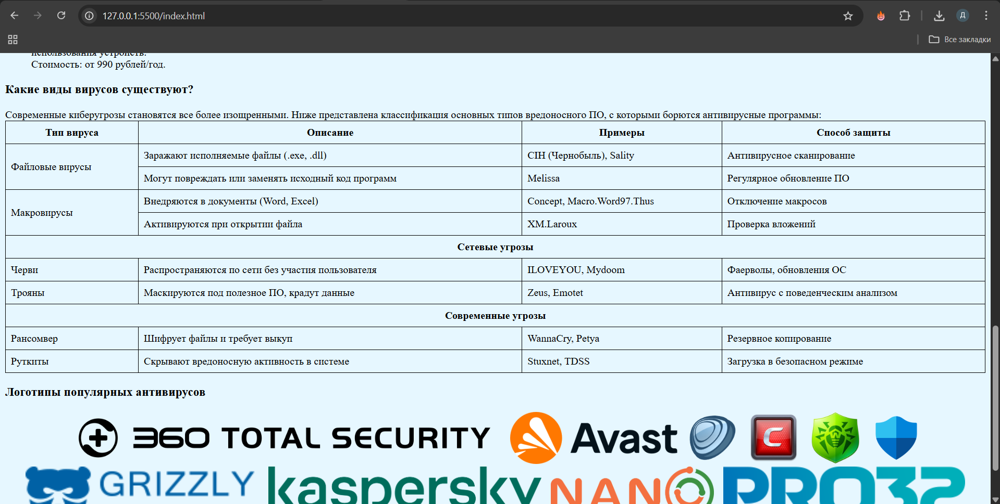 127.0.0.1:5500/index.html
Д
Все закладки
использования устройств.
Стоимость: от 990 рублей/год.
Какие виды вирусов существуют?
Современные киберугрозы становятся все более изощренными. Ниже представлена классификация основных типов вредоносного ПО, с которыми борются антивирусные программы:
Тип вируса Описание Примеры Способ защиты
Файловые вирусы Заражают исполняемые файлы (.exe, .dll) CIH (Чернобыль), Sality Антивирусное сканирование
Могут повреждать или заменять исходный код программ Melissa Регулярное обновление ПО
Макровирусы Внедряются в документы (Word, Excel) Concept, Macro.Word97.Thus Отключение макросов
Активируются при открытии файла XM.Laroux Проверка вложений
Сетевые угрозы
Черви Распространяются по сети без участия пользователя ILOVEYOU, Mydoom Фаерволы, обновления ОС
Трояны Маскируются под полезное ПО, крадут данные Zeus, Emotet Антивирус с поведенческим анализом
Современные угрозы
Рансомвер Шифрует файлы и требует выкуп WannaCry, Petya Резервное копирование
Руткиты Скрывают вредоносную активность в системе Stuxnet, TDSS Загрузка в безопасном режиме
Логотипы популярных антивирусов
360 TOTAL SECURITY Avast C
GRIZZLY kaspersky NANO PRO32